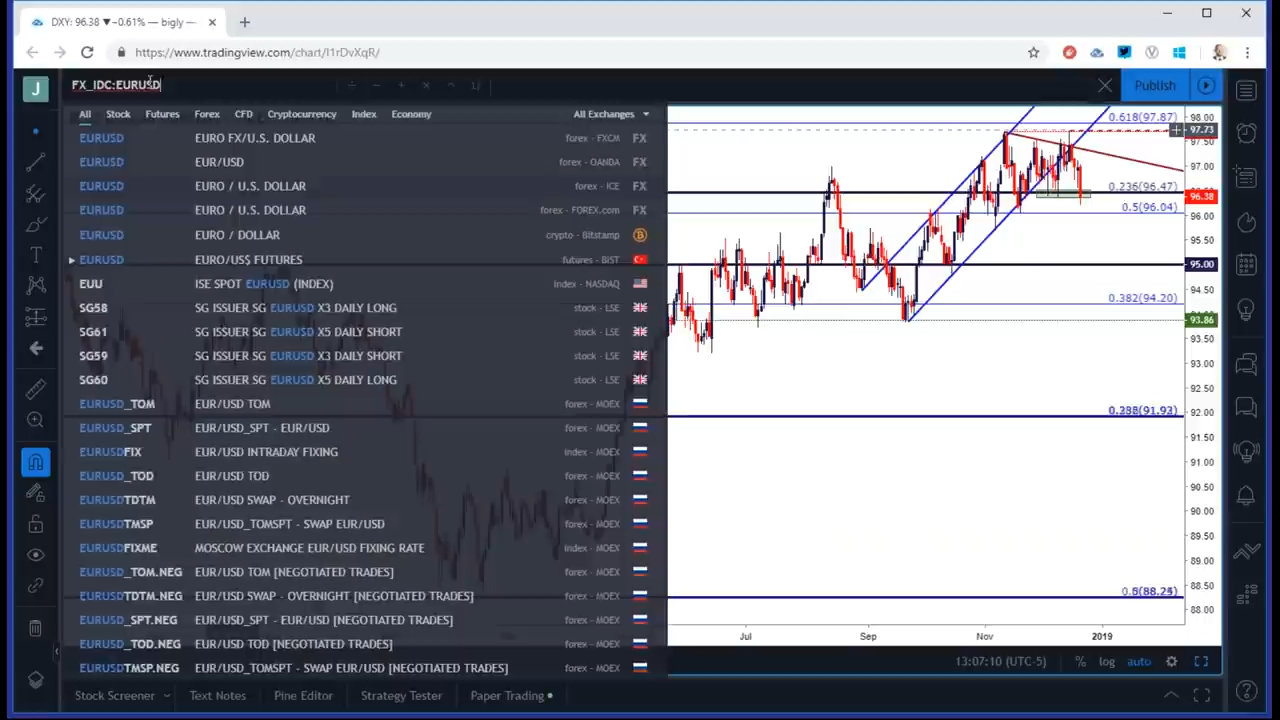 DXY: 96.38 ▼−0.61% — bigly —
https://www.tradingview.com/chart/I1rDvXqR/
J
FX_IDC:EURUSD
Publish
All Stock Futures Forex CFD Cryptocurrency Index Economy All Exchanges
EURUSD EURO FX/U.S. DOLLAR forex - FXCM FX
EURUSD EUR/USD forex - OANDA FX
EURUSD EURO / U.S. DOLLAR forex - ICE FX
EURUSD EURO / U.S. DOLLAR forex - FOREX.com FX
EURUSD EURO / DOLLAR crypto - Bitstamp
EURUSD EURO/US$ FUTURES futures - BIST
EUU ISE SPOT EURUSD (INDEX) index - NASDAQ
SG58 SG ISSUER SG EURUSD X3 DAILY LONG stock - LSE
SG61 SG ISSUER SG EURUSD X5 DAILY SHORT stock - LSE
SG59 SG ISSUER SG EURUSD X3 DAILY SHORT stock - LSE
SG60 SG ISSUER SG EURUSD X5 DAILY LONG stock - LSE
EURUSD_TOM EUR/USD TOM forex - MOEX
EURUSD_SPT EUR/USD_SPT - EUR/USD forex - MOEX
EURUSDFIX EUR/USD INTRADAY FIXING index - MOEX
EURUSD_TOD EUR/USD TOD forex - MOEX
EURUSDTDTM EUR/USD SWAP - OVERNIGHT forex - MOEX
EURUSDTMSP EUR/USD_TOMSPT - SWAP EUR/USD forex - MOEX
EURUSDFIXME MOSCOW EXCHANGE EUR/USD FIXING RATE index - MOEX
EURUSD_TOM.NEG EUR/USD TOM [NEGOTIATED TRADES] forex - MOEX
EURUSDTDTM.NEG EUR/USD SWAP - OVERNIGHT [NEGOTIATED TRADES] forex - MOEX
EURUSD_SPT.NEG EUR/USD_SPT - EUR/USD [NEGOTIATED TRADES] forex - MOEX
EURUSD_TOD.NEG EUR/USD TOD [NEGOTIATED TRADES] forex - MOEX
EURUSDTMSP.NEG EUR/USD_TOMSPT - SWAP EUR/USD [NEGOTIATED TRADES] forex - MOEX
0.618(97.87)
0.236(96.47)
0.5(96.04)
0.382(94.20)
98.00
97.73
97.50
97.00
96.38
96.00
95.50
95.00
94.50
93.86
93.50
93.00
92.50
92.00
91.50
91.00
90.50
90.00
89.50
89.00
88.50
88.00
Jul Sep Nov 2019
13:07:10 (UTC-5) % log auto
Stock Screener Text Notes Pine Editor Strategy Tester Paper Trading